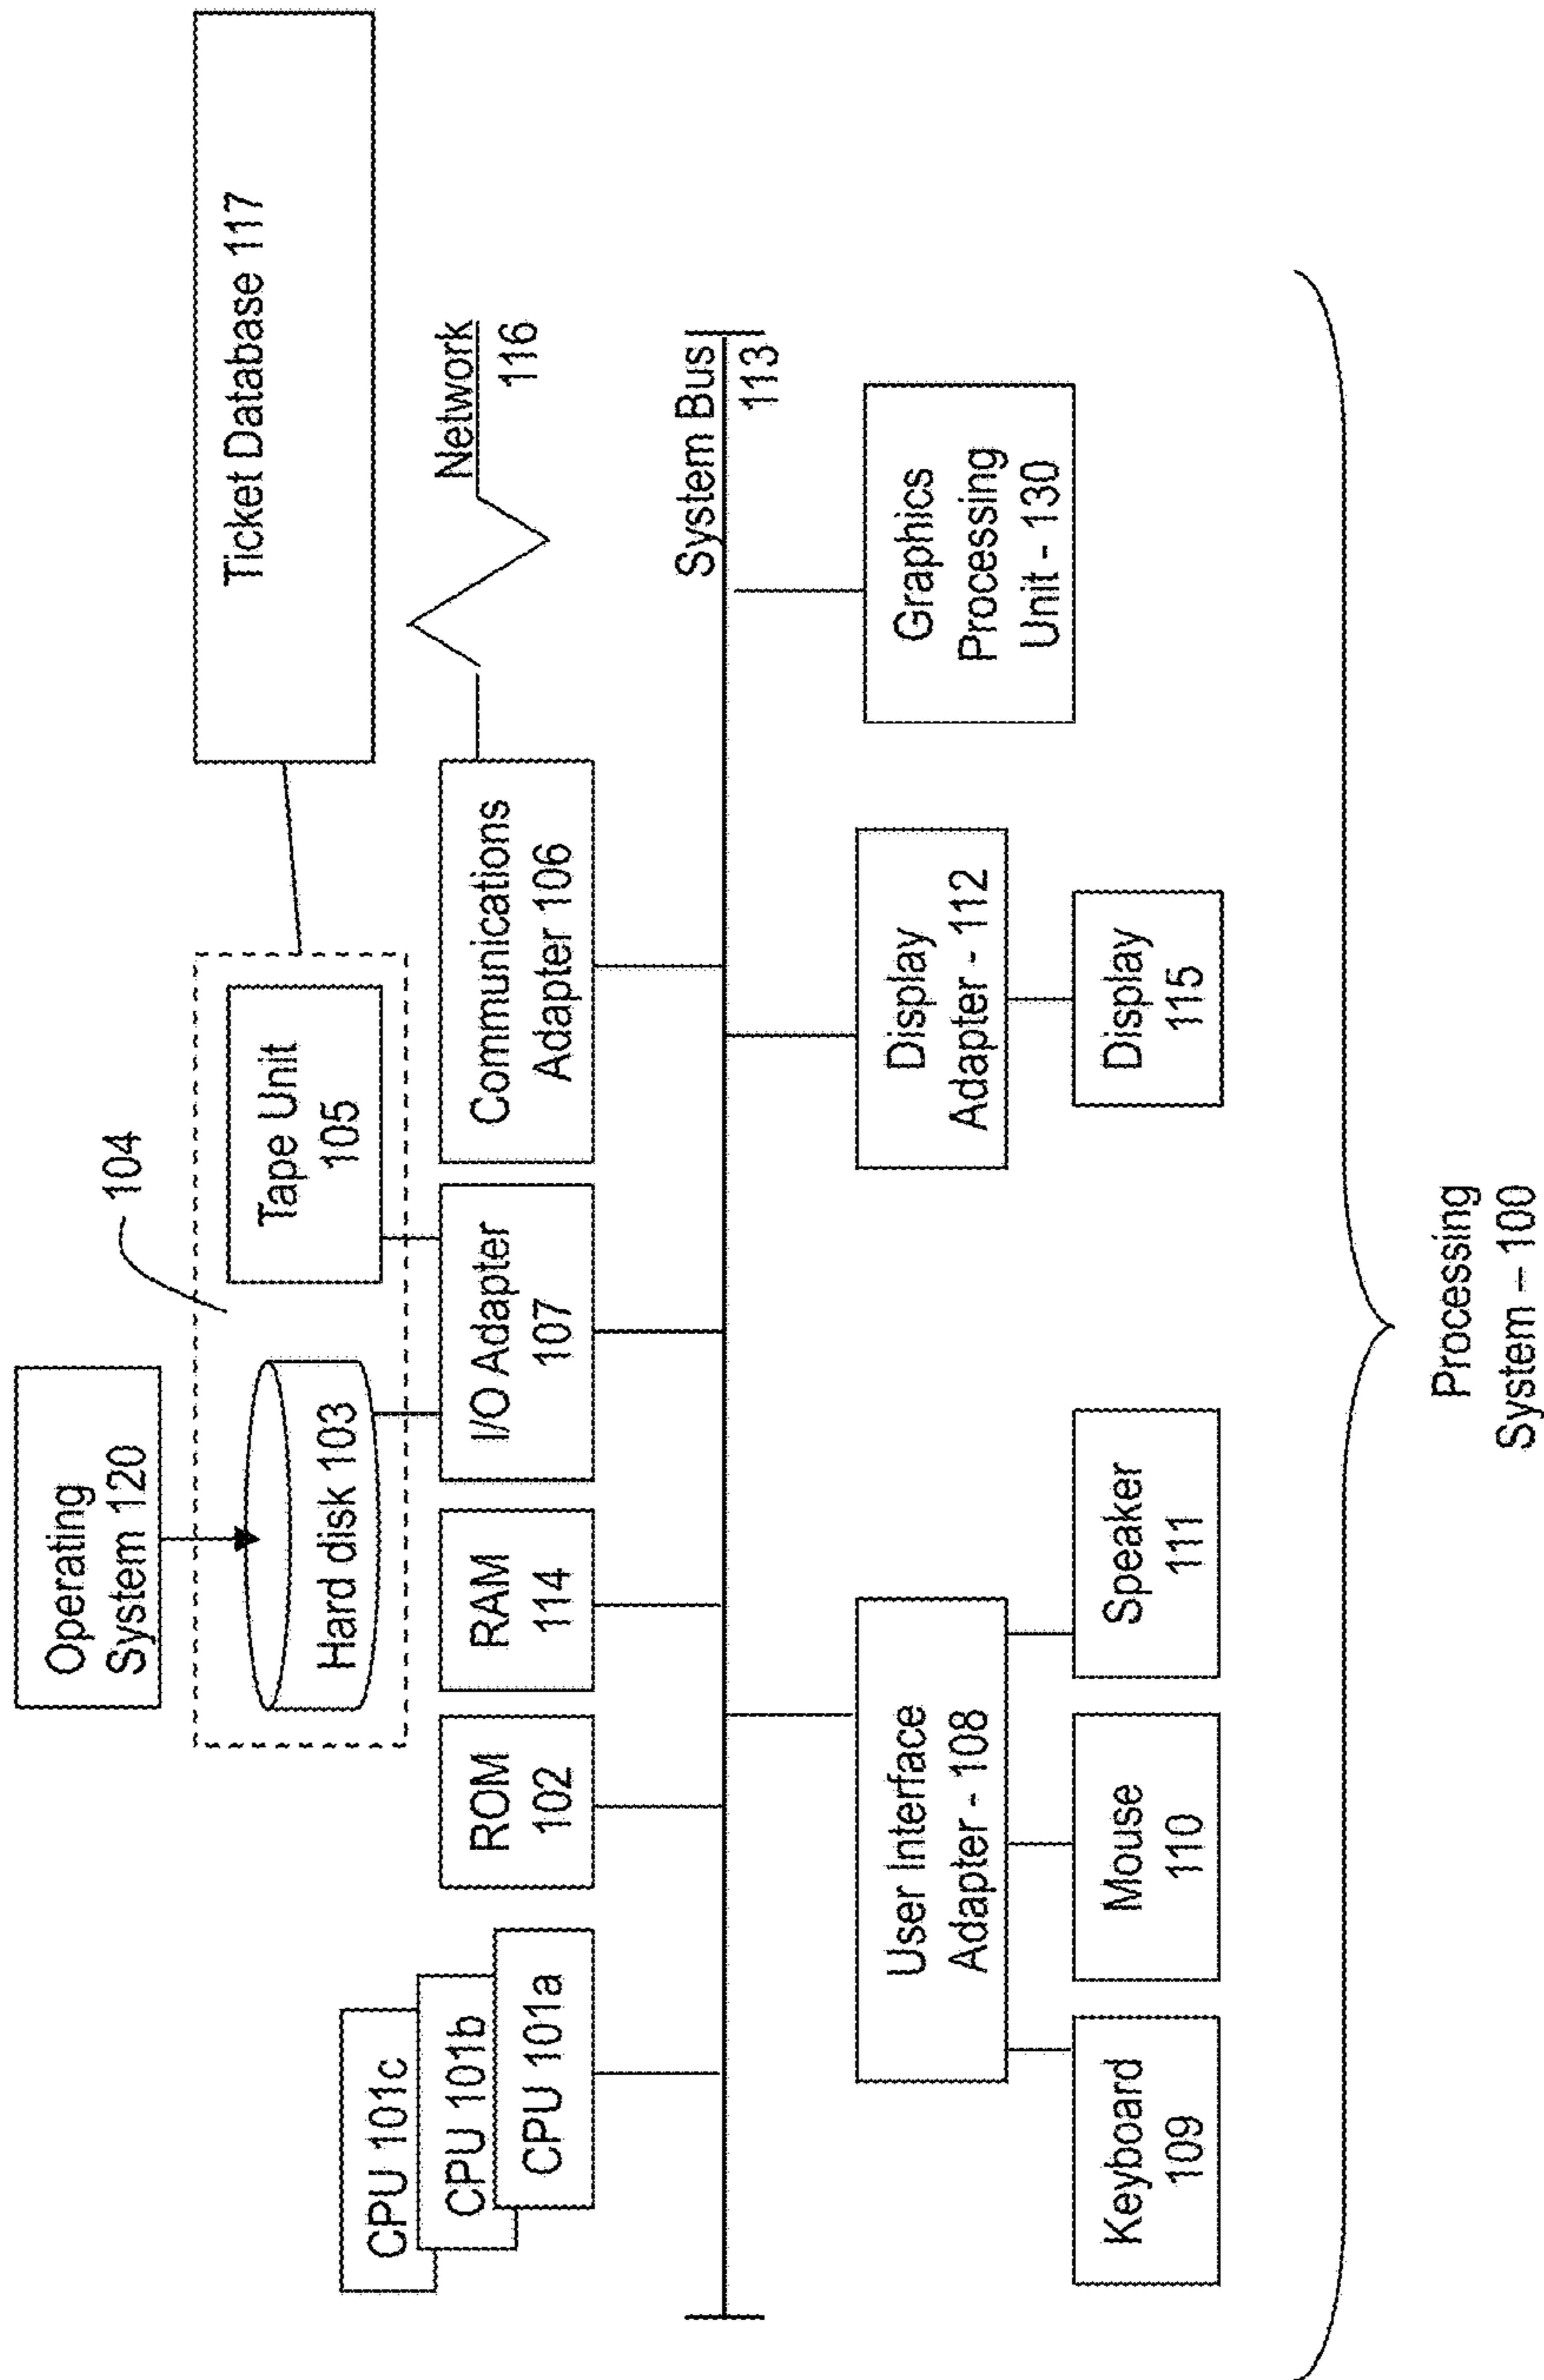 Operating
System 120
104
Ticket Database 117
Hard disk 103
Tape Unit
105
CPU 101c
CPU 101b
CPU 101a
ROM
102
RAM
114
I/O Adapter
107
Communications
Adapter 106
Network
116
System Bus
113
User Interface
Adapter - 108
Display
Adapter - 112
Graphics
Processing
Unit - 130
Keyboard
109
Mouse
110
Speaker
111
Display
115
Processing
System – 100